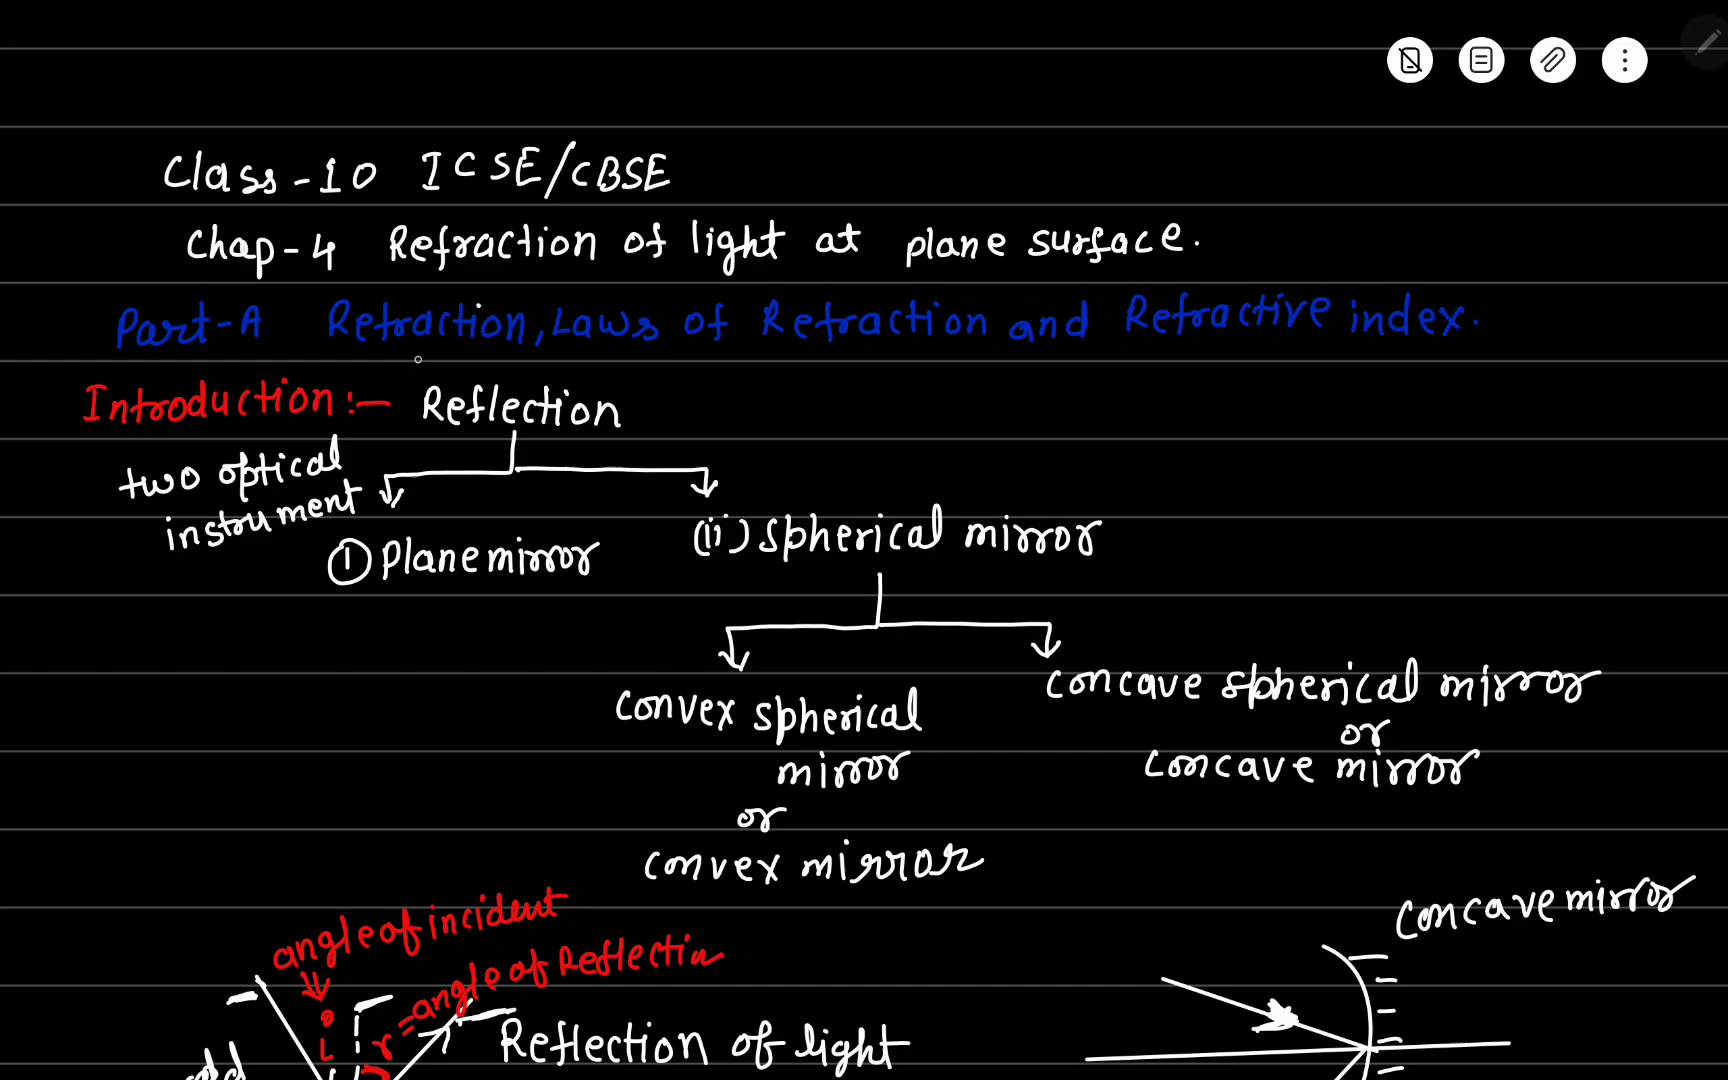 Class-10 ICSE/CBSE
Chap-4 Refraction of light at plane surface.
Part-A Refraction, Laws of Refraction and Refractive index.
Introduction :- Reflection
two optical
instrument
① Plane mirror
(ii) Spherical mirror
convex spherical
mirror
or
convex mirror
concave spherical mirror
or
concave mirror
angle of incident
r = angle of Reflectin
Concave mirror
Reflection of light